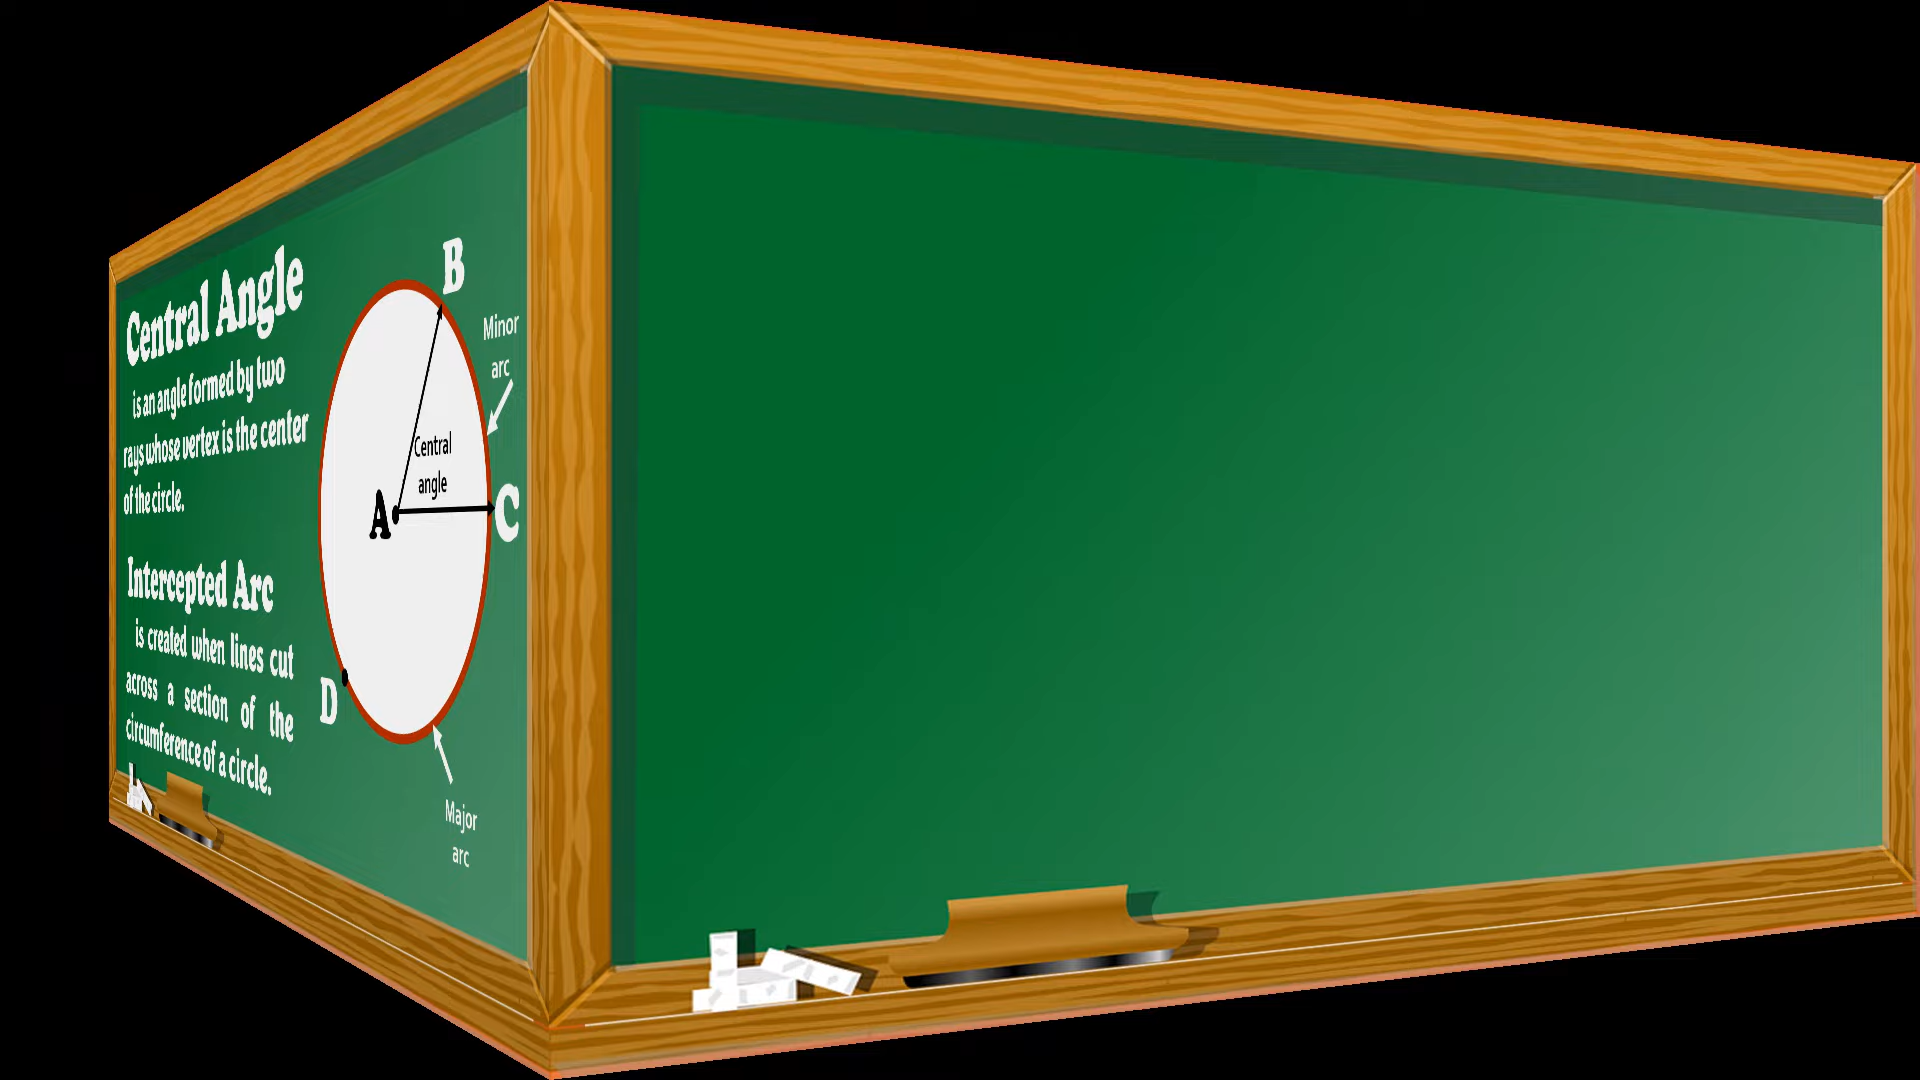 Central Angle
is an angle formed by two
rays whose vertex is the center
of the circle.
Intercepted Arc
is created when lines cut
across a section of the
circumference of a circle.
B
Minor
arc
Central
angle
A
C
D
Major
arc